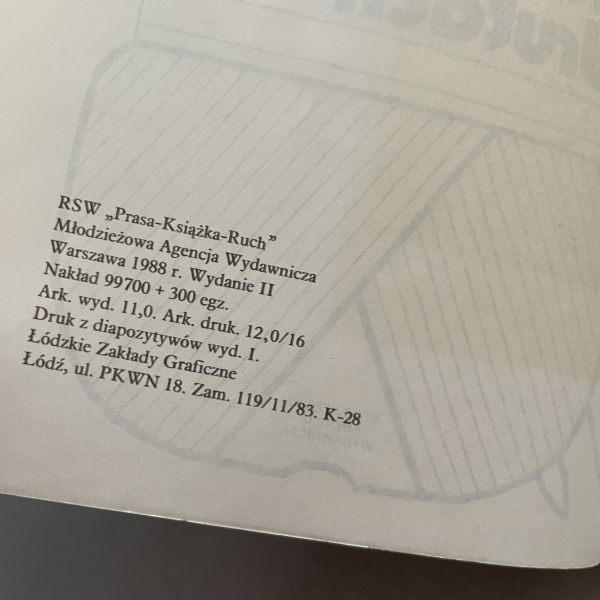 RSW „Prasa-Książka-Ruch”
Młodzieżowa Agencja Wydawnicza
Warszawa 1988 r. Wydanie II
Nakład 99700 + 300 egz.
Ark. wyd. 11,0. Ark. druk. 12,0/16
Druk z diapozytywów wyd. I.
Łódzkie Zakłady Graficzne
Łódź, ul. PKWN 18. Zam. 119/11/83. K-28